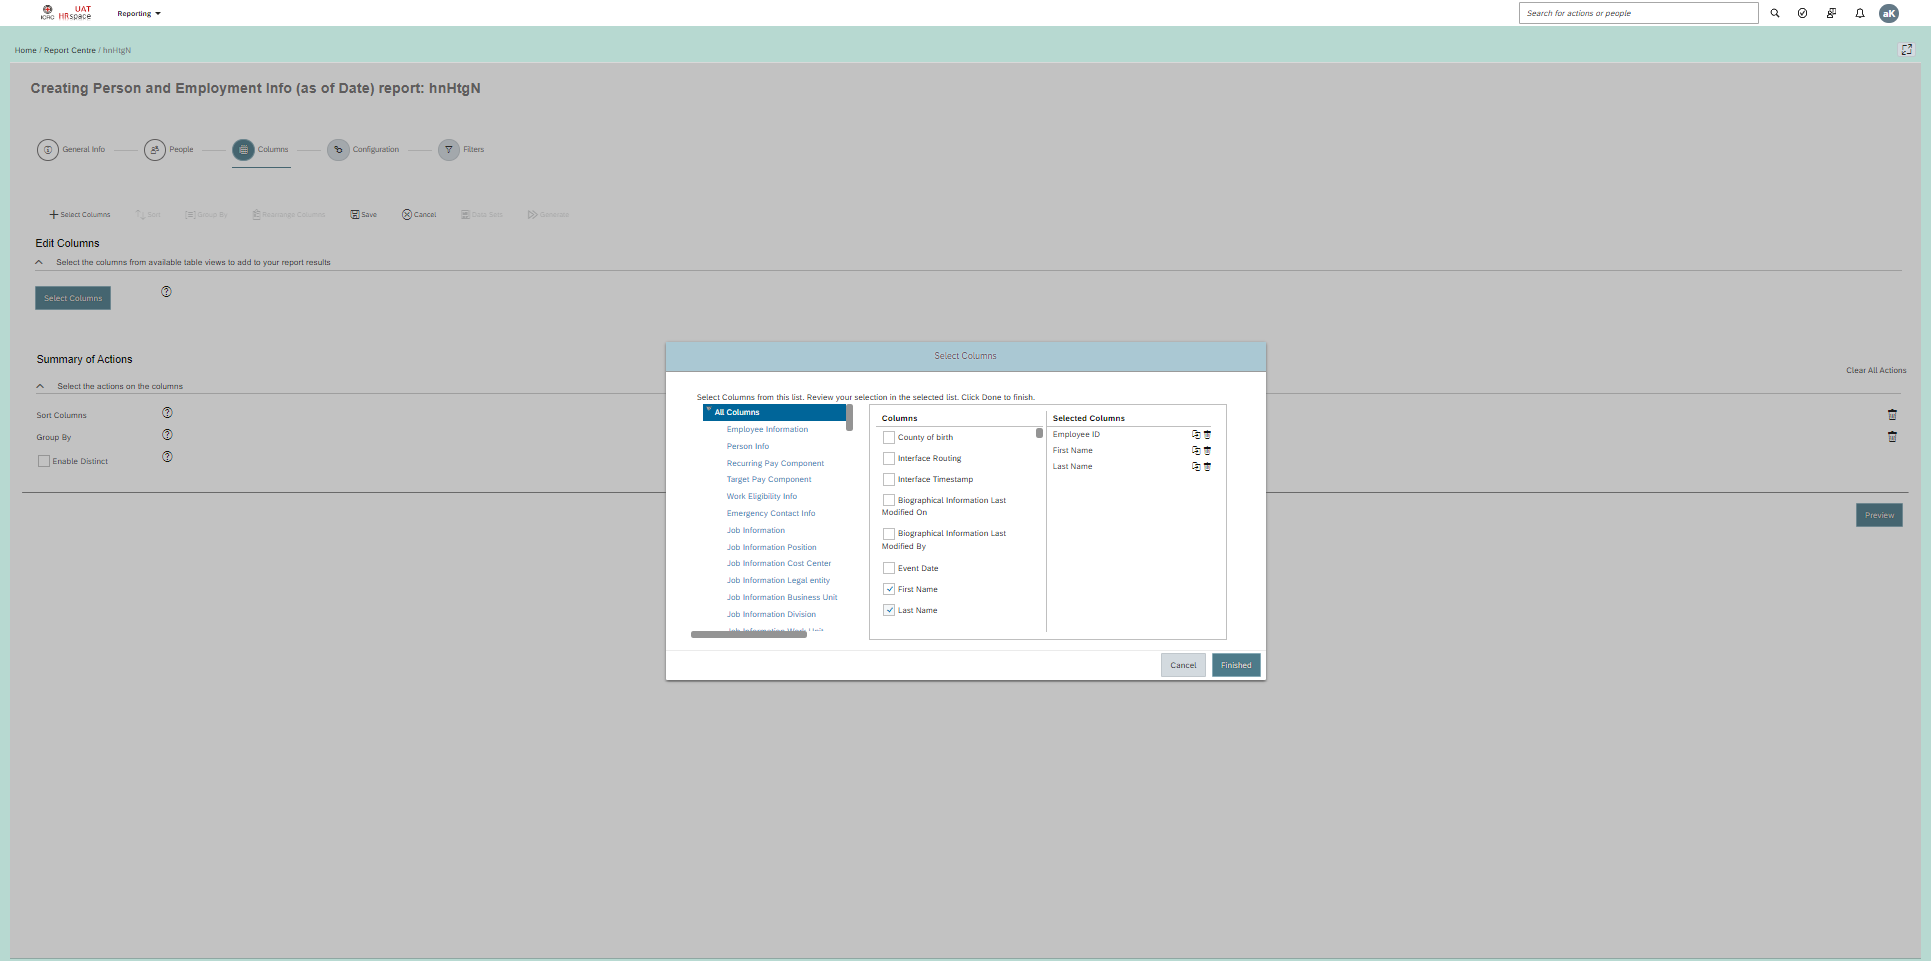 ICRC
UAT
HRspace
Reporting
Search for actions or people
aK
Home / Report Centre / hnHtgN
Creating Person and Employment Info (as of Date) report: hnHtgN
General Info
People
Columns
Configuration
Filters
Select Columns
Sort
Group By
Rearrange Columns
Save
Cancel
Data Sets
Generate
Edit Columns
Select the columns from available table views to add to your report results
Select Columns
Summary of Actions
Clear All Actions
Select the actions on the columns
Sort Columns
Group By
Enable Distinct
Preview
Select Columns
Select Columns from this list. Review your selection in the selected list. Click Done to finish.
All Columns
Employee Information
Person Info
Recurring Pay Component
Target Pay Component
Work Eligibility Info
Emergency Contact Info
Job Information
Job Information Position
Job Information Cost Center
Job Information Legal entity
Job Information Business Unit
Job Information Division
Job Information Work Unit
Columns
County of birth
Interface Routing
Interface Timestamp
Biographical Information Last
Modified On
Biographical Information Last
Modified By
Event Date
First Name
Last Name
Selected Columns
Employee ID
First Name
Last Name
Cancel
Finished